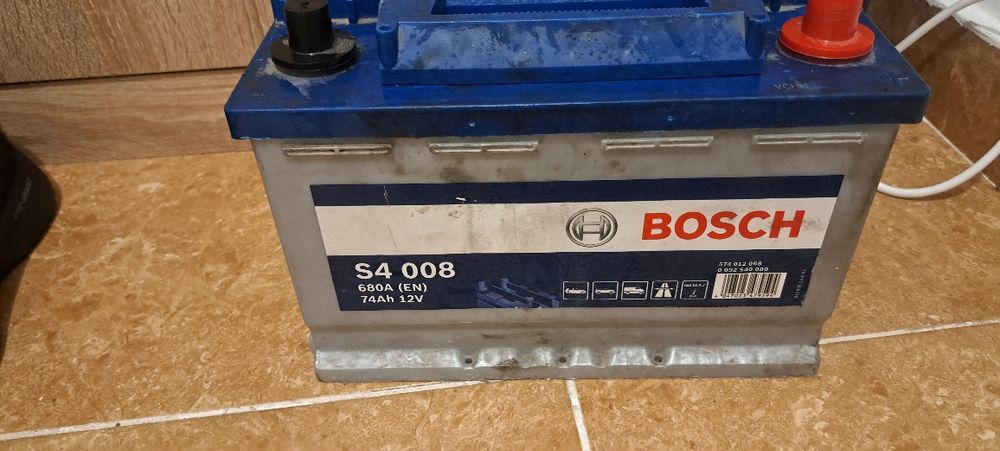 BOSCH
S4 008
680A (EN)
74Ah 12V
574 012 068
0 092 S40 080